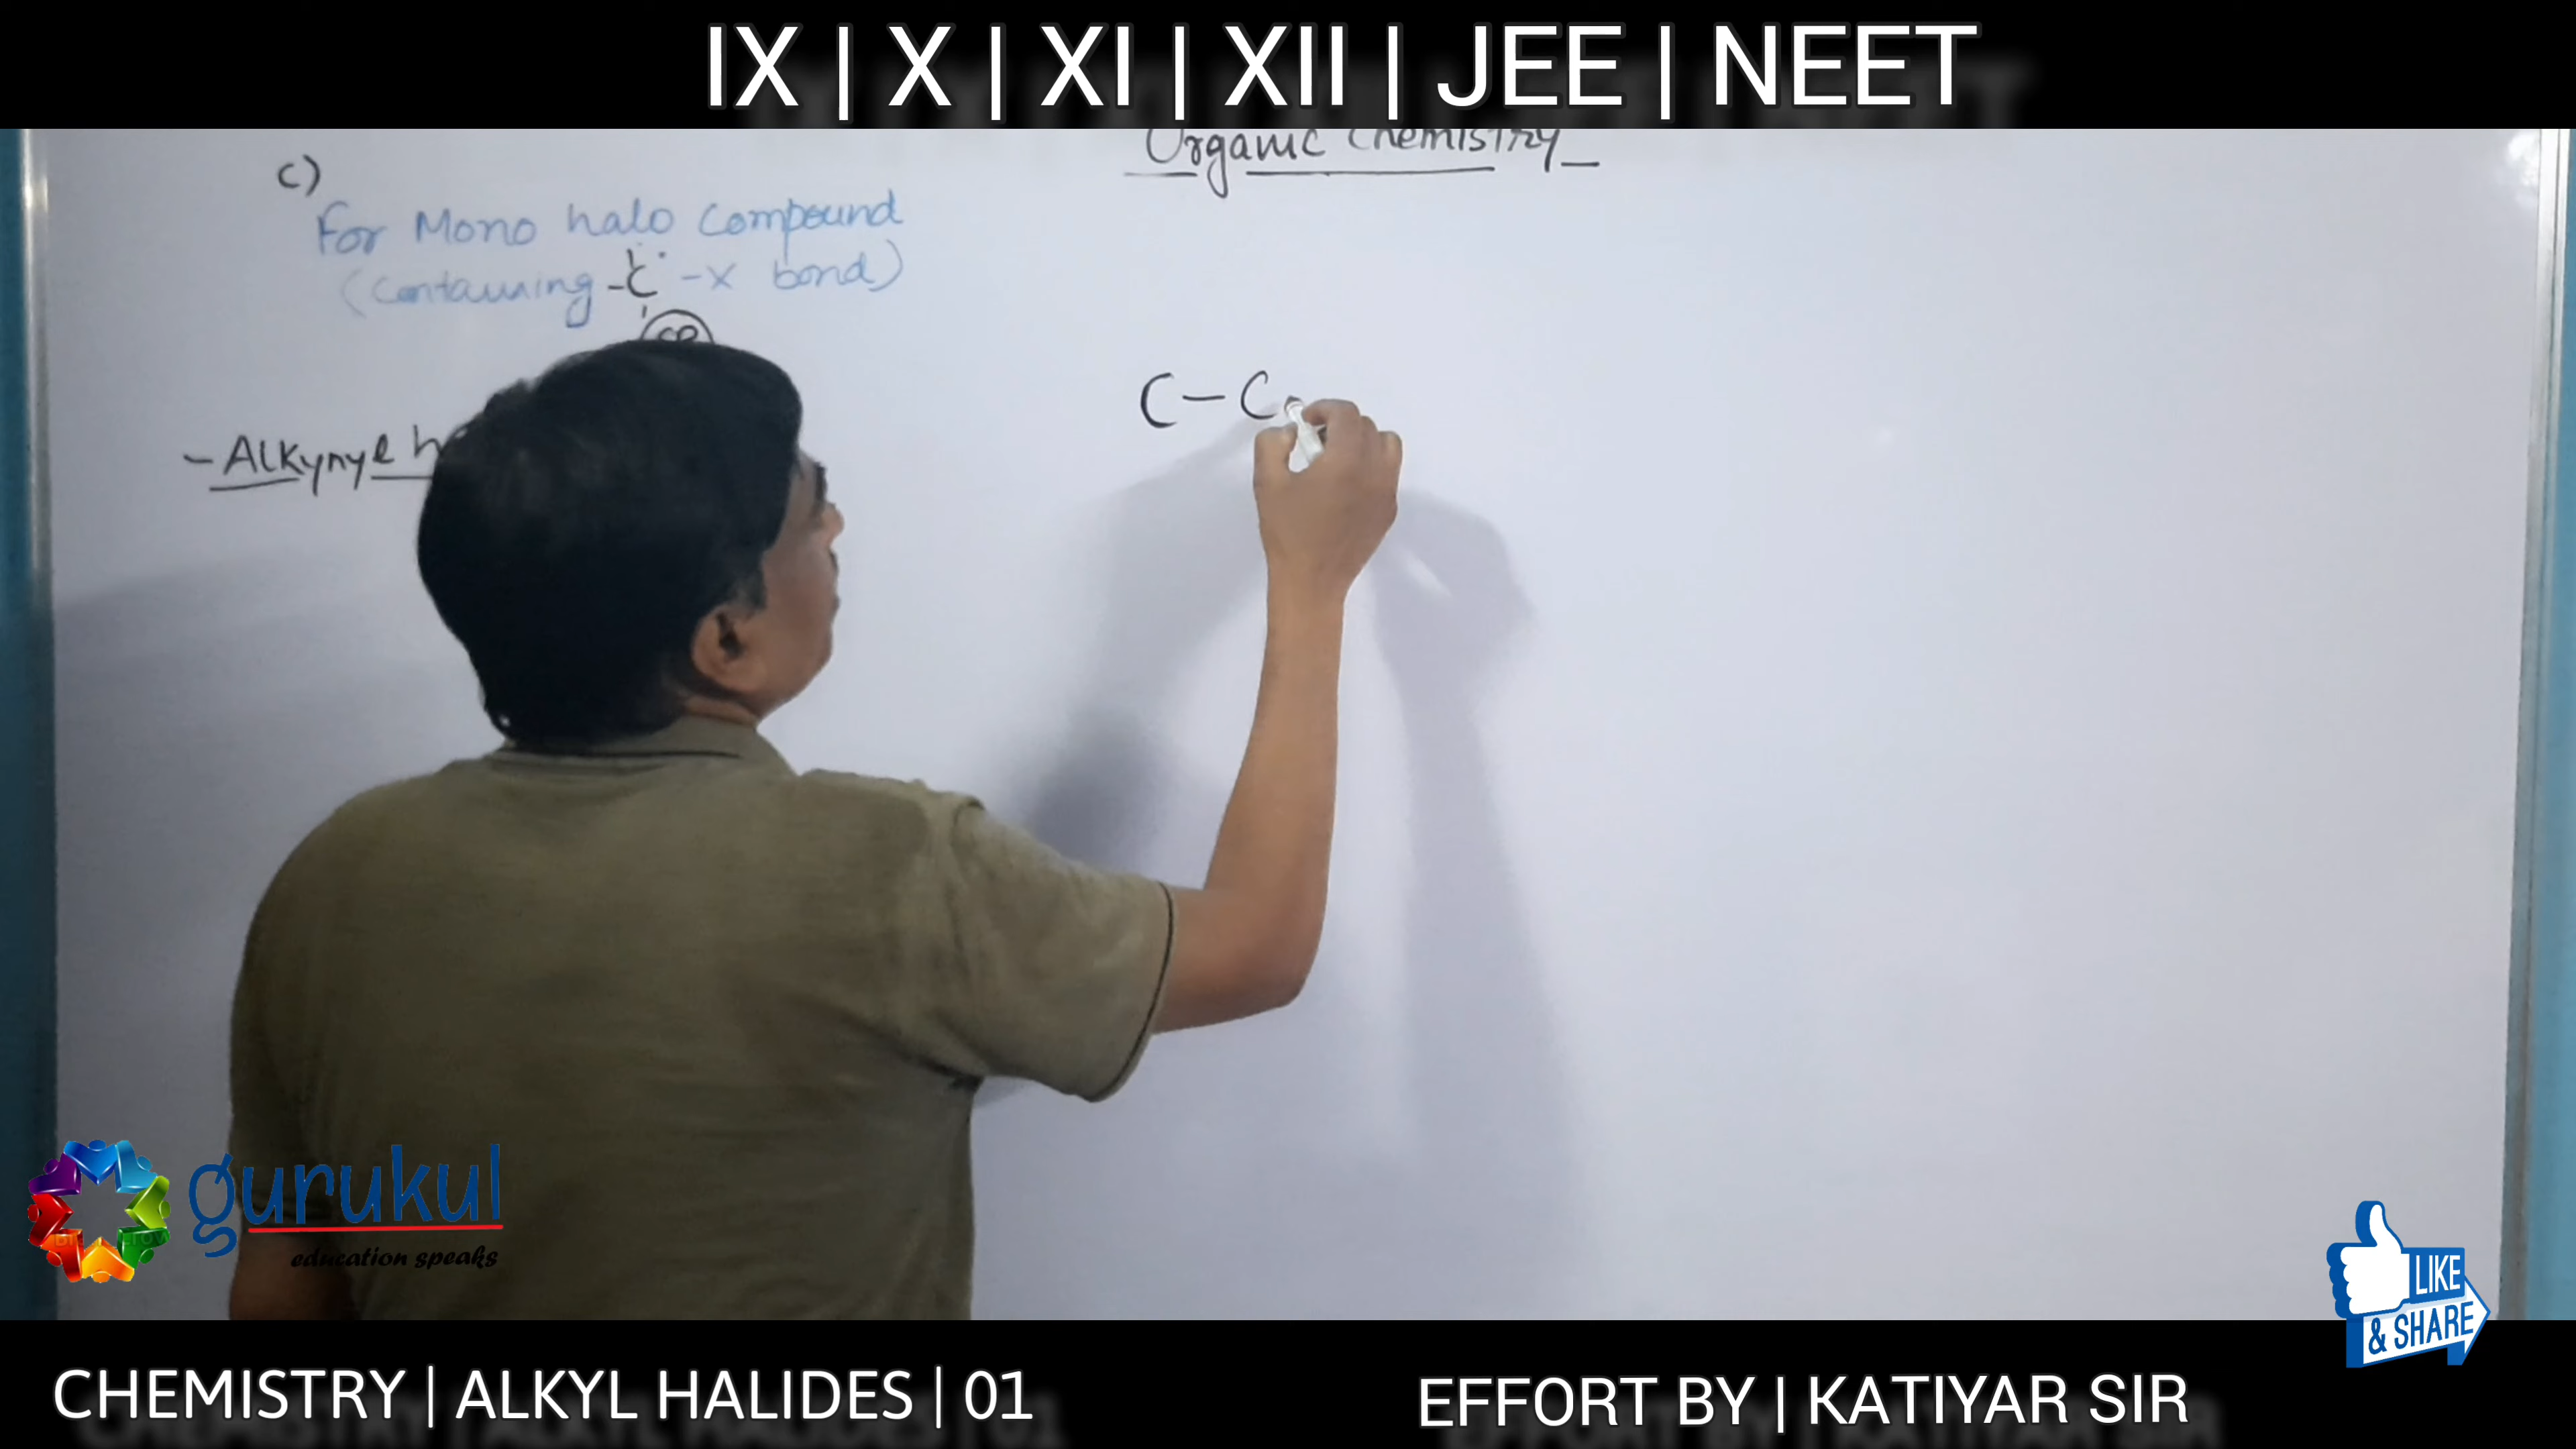 IX | X | XI | XII | JEE | NEET
Organic Chemistry
c)
For Mono halo Compound
(Containing -C-X bond)
SP
C-C
- Alkynyl
gurukul
education speaks
LIKE
& SHARE
CHEMISTRY | ALKYL HALIDES | 01
EFFORT BY | KATIYAR SIR